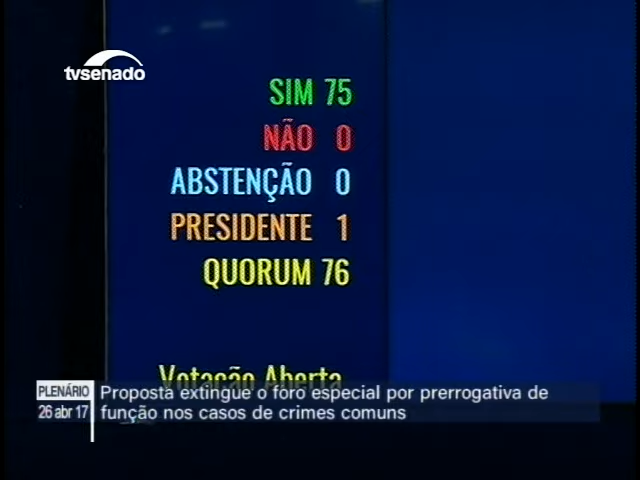 tvsenado
SIM 75
NÃO 0
ABSTENÇÃO 0
PRESIDENTE 1
QUORUM 76
Votação Aberta
PLENÁRIO
26 abr 17
Proposta extingue o foro especial por prerrogativa de
função nos casos de crimes comuns